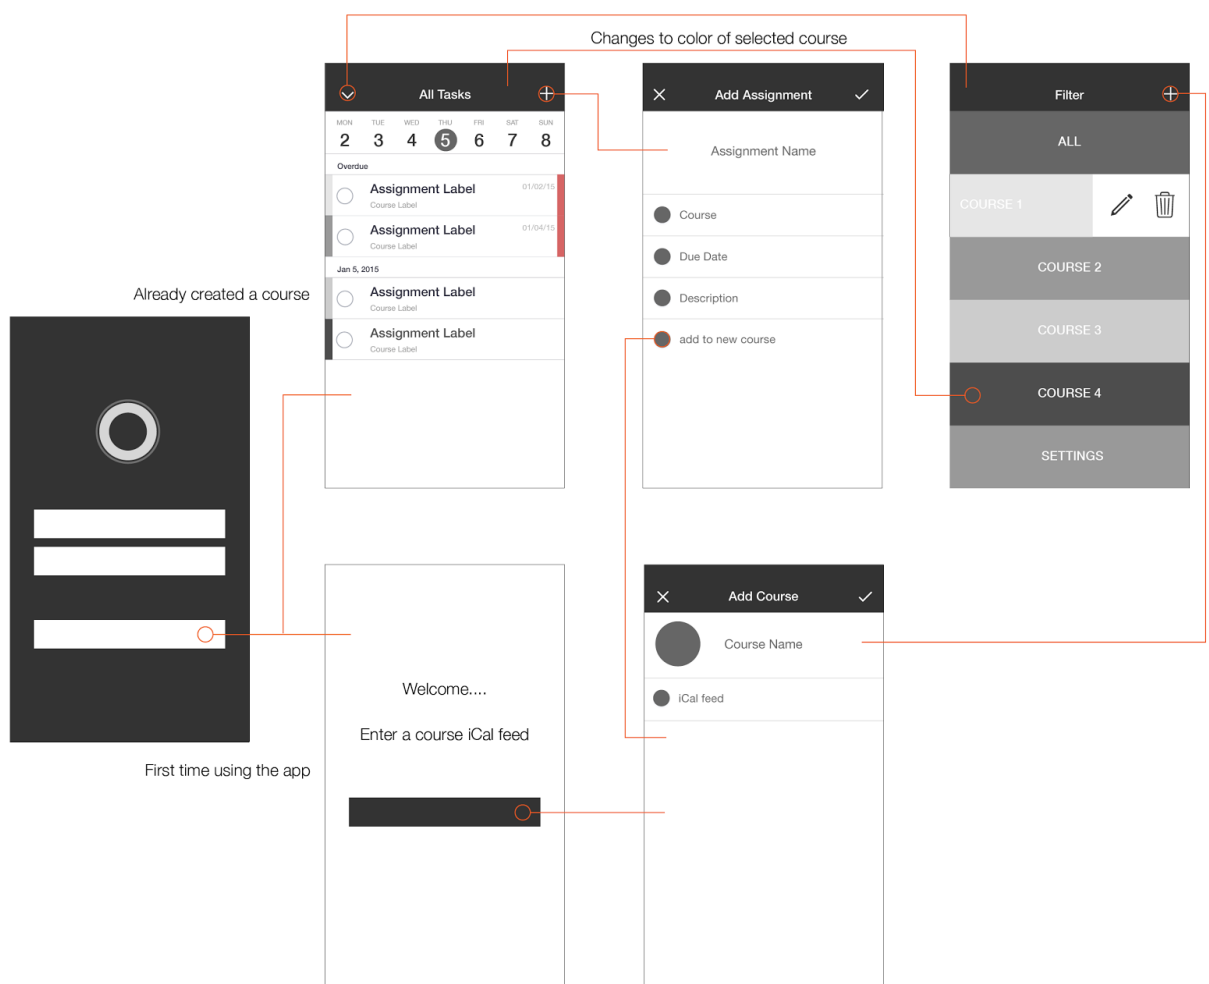 Changes to color of selected course
All Tasks
MON TUE WED THU FRI SAT SUN
2 3 4 5 6 7 8
Overdue
Assignment Label 01/02/15
Course Label
Assignment Label 01/04/15
Course Label
Jan 5, 2015
Assignment Label
Course Label
Assignment Label
Course Label
Add Assignment
Assignment Name
Course
Due Date
Description
add to new course
Filter
ALL
COURSE 1
COURSE 2
COURSE 3
COURSE 4
SETTINGS
Already created a course
First time using the app
Welcome....
Enter a course iCal feed
Add Course
Course Name
iCal feed